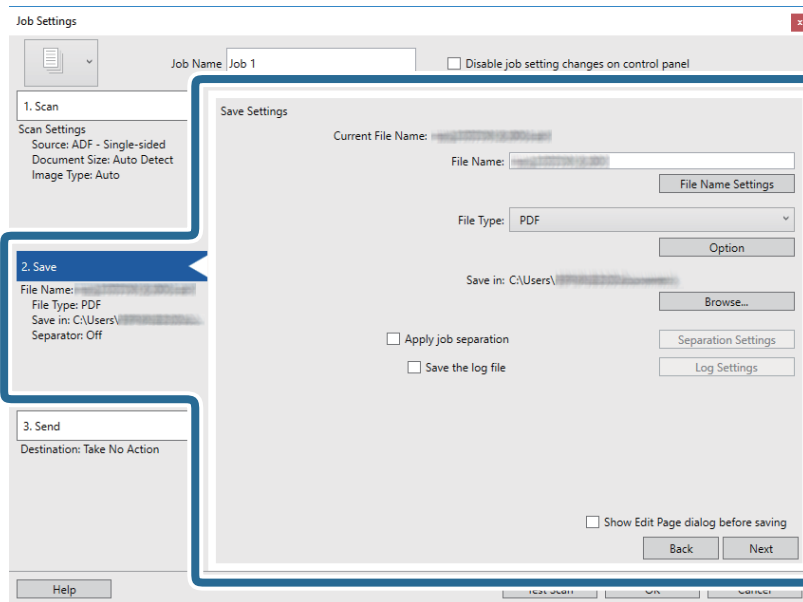 Job Settings
x
Job Name Job 1
Disable job setting changes on control panel
1. Scan
Scan Settings
Source: ADF - Single-sided
Document Size: Auto Detect
Image Type: Auto
2. Save
File Name:
File Type: PDF
Save in: C:\Users\
Separator: Off
3. Send
Destination: Take No Action
Save Settings
Current File Name:
File Name:
File Name Settings
File Type: PDF
Option
Save in: C:\Users\
Browse...
Apply job separation
Separation Settings
Save the log file
Log Settings
Show Edit Page dialog before saving
Back
Next
Help
Test Scan
OK
Cancel